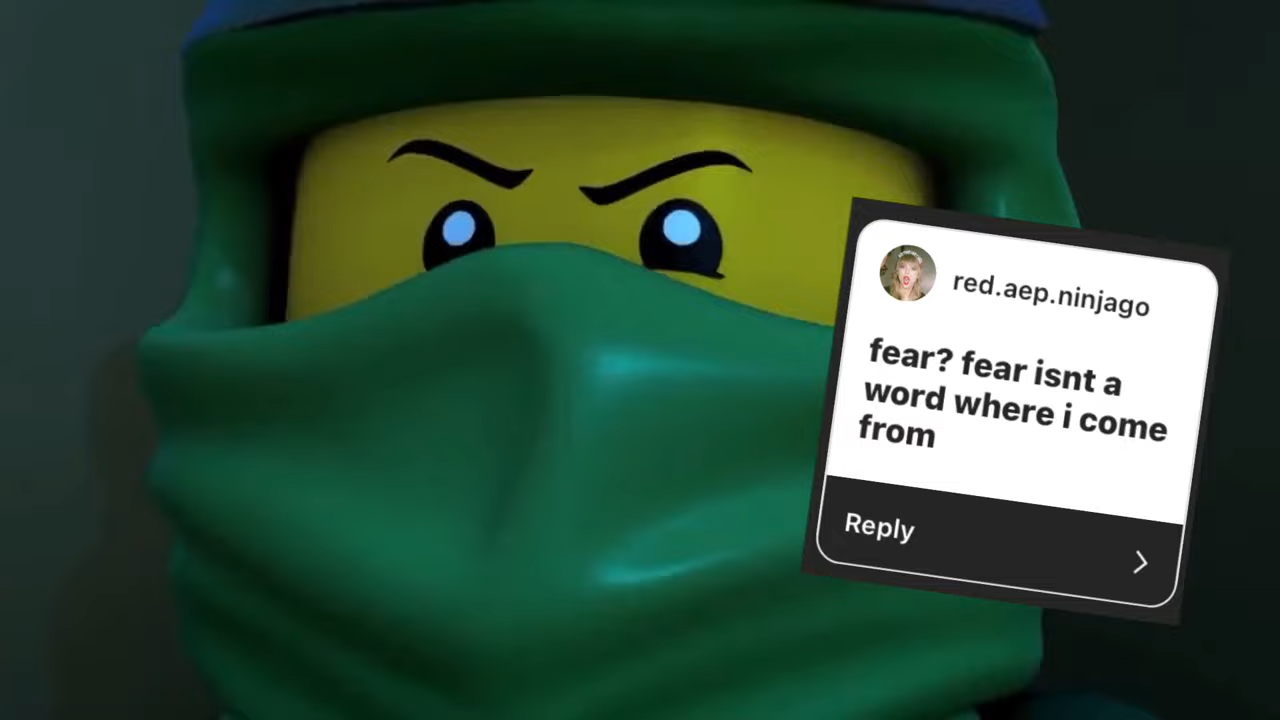 red.aep.ninjago
fear? fear isnt a
word where i come
from
Reply